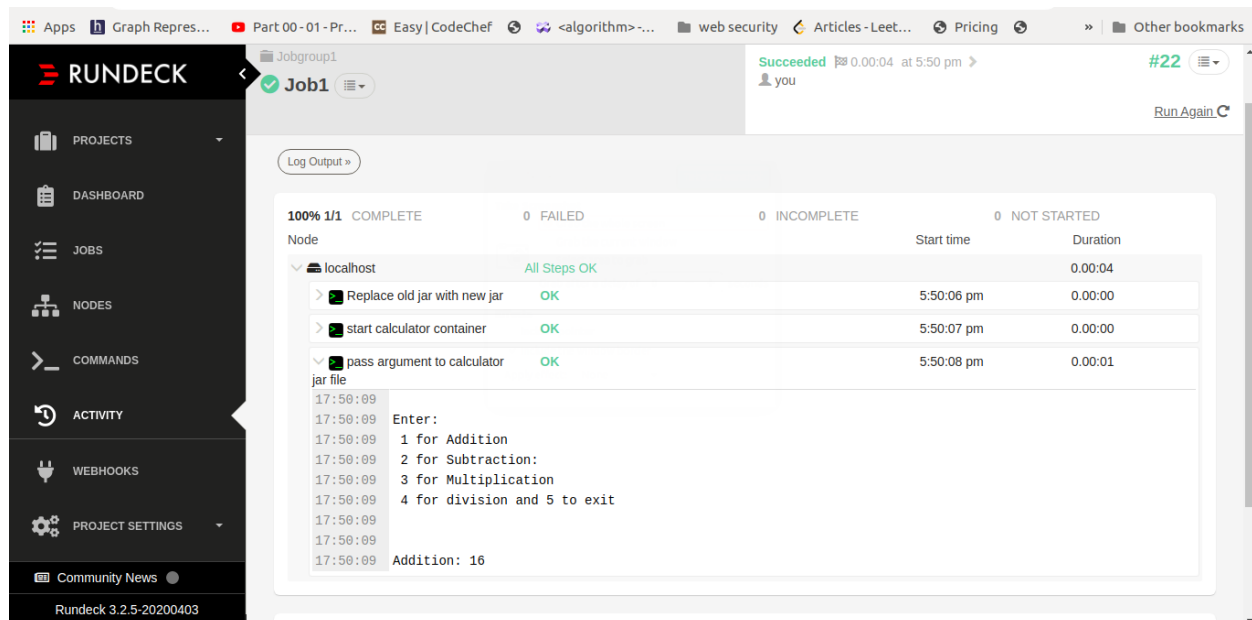 Apps h Graph Repres... Part 00 - 01 - Pr... CC Easy | CodeChef <algorithm> -... web security Articles - Leet... Pricing » Other bookmarks
RUNDECK
PROJECTS
DASHBOARD
JOBS
NODES
COMMANDS
ACTIVITY
WEBHOOKS
PROJECT SETTINGS
Community News
Rundeck 3.2.5-20200403
Jobgroup1
Job1
Succeeded 0.00:04 at 5:50 pm
you
#22
Run Again
Log Output »
100% 1/1 COMPLETE 0 FAILED 0 INCOMPLETE 0 NOT STARTED
Node Start time Duration
localhost All Steps OK 0.00:04
Replace old jar with new jar OK 5:50:06 pm 0.00:00
start calculator container OK 5:50:07 pm 0.00:00
pass argument to calculator OK 5:50:08 pm 0.00:01
jar file
17:50:09
17:50:09 Enter:
17:50:09 1 for Addition
17:50:09 2 for Subtraction:
17:50:09 3 for Multiplication
17:50:09 4 for division and 5 to exit
17:50:09
17:50:09
17:50:09 Addition: 16